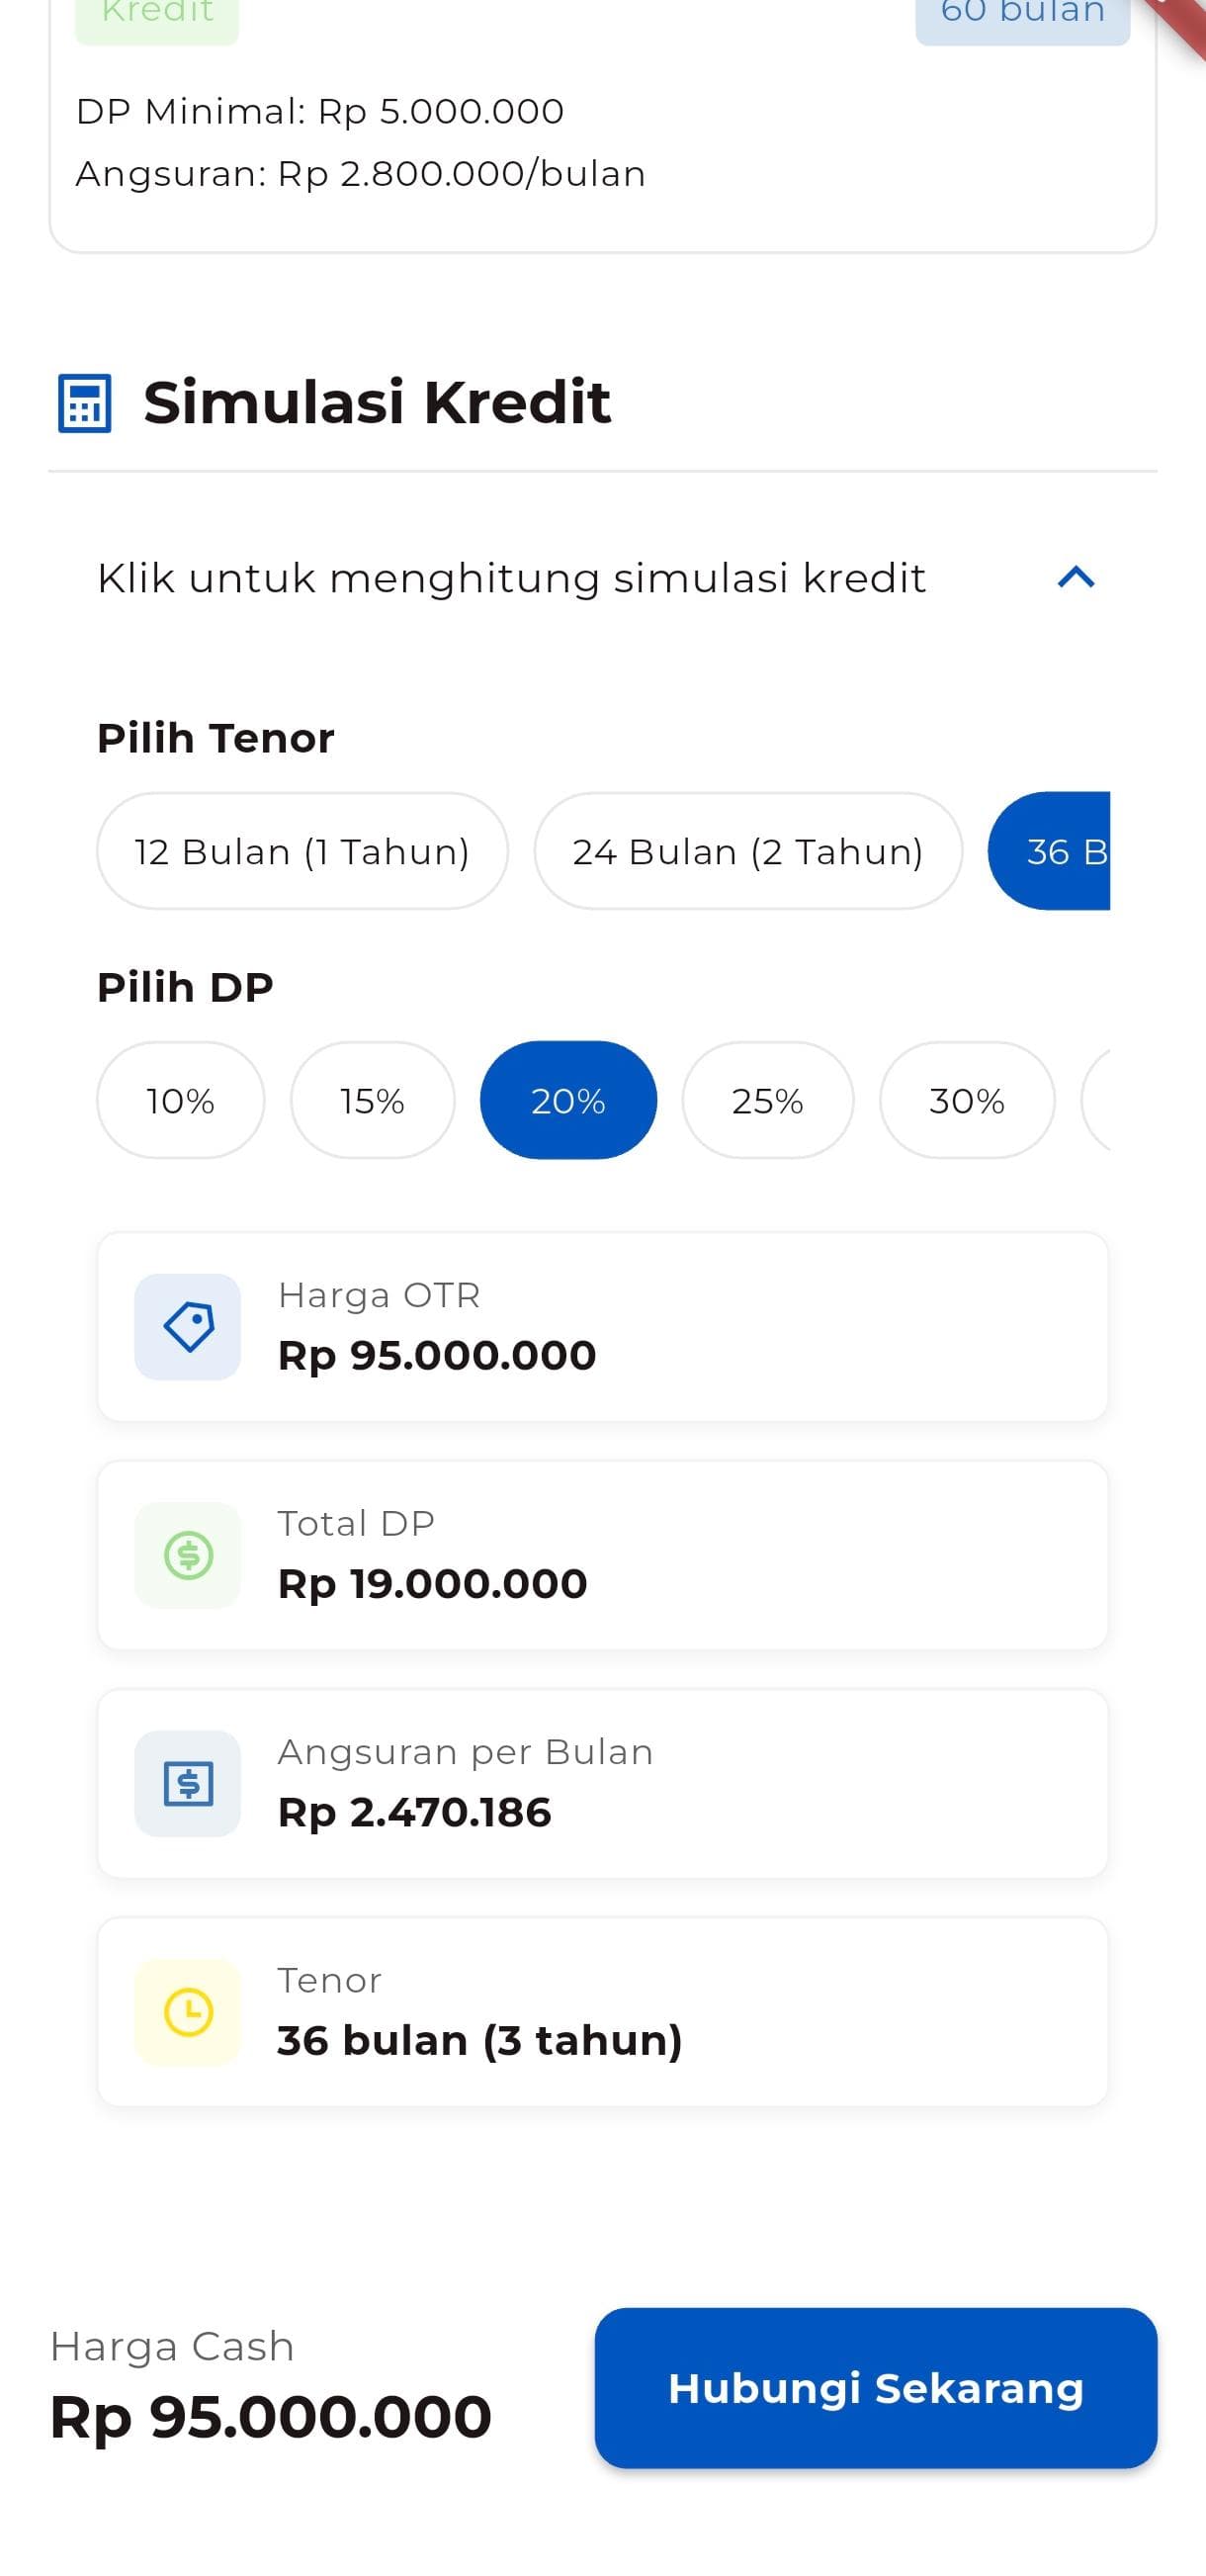 Kredit
60 bulan
DP Minimal: Rp 5.000.000
Angsuran: Rp 2.800.000/bulan
Simulasi Kredit
Klik untuk menghitung simulasi kredit
Pilih Tenor
12 Bulan (1 Tahun)
24 Bulan (2 Tahun)
36 B
Pilih DP
10%
15%
20%
25%
30%
Harga OTR
Rp 95.000.000
Total DP
Rp 19.000.000
Angsuran per Bulan
Rp 2.470.186
Tenor
36 bulan (3 tahun)
Harga Cash
Rp 95.000.000
Hubungi Sekarang